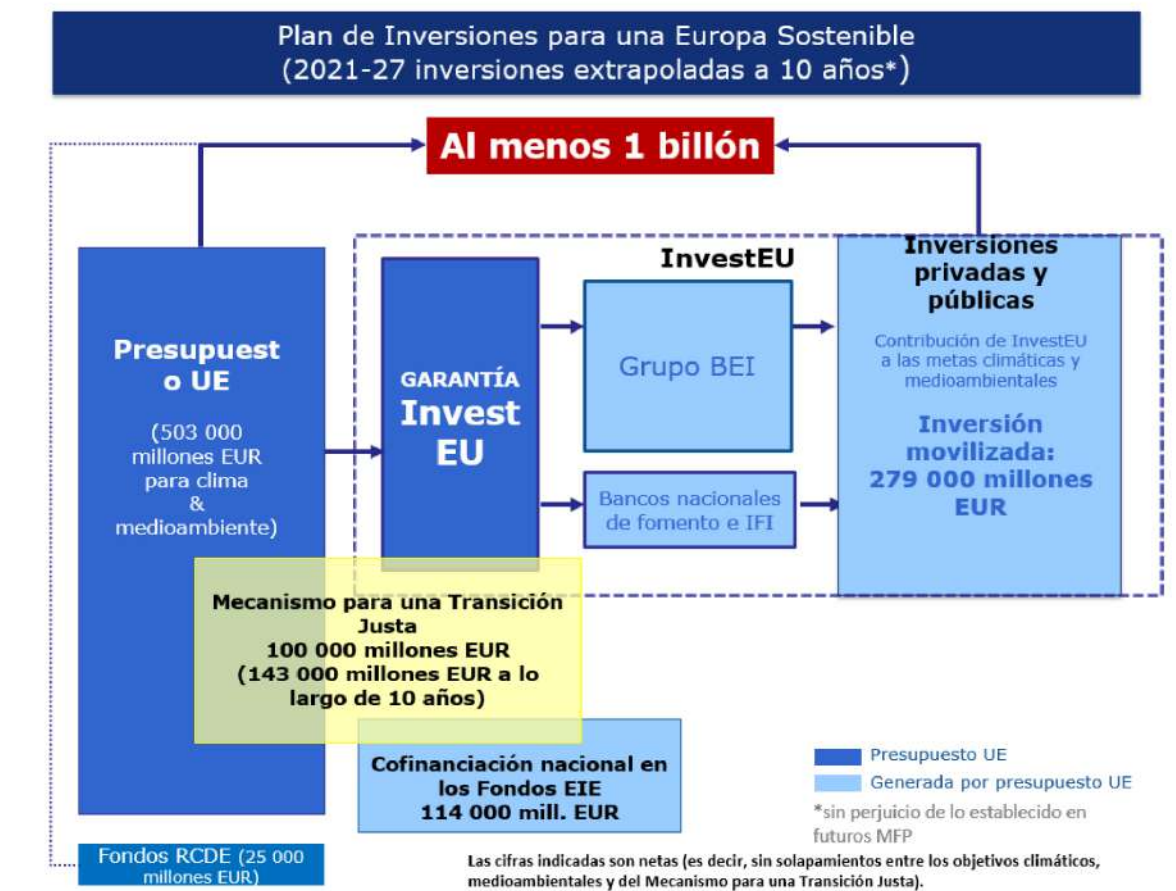 Plan de Inversiones para una Europa Sostenible
(2021-27 inversiones extrapoladas a 10 años*)
Al menos 1 billón
Presupuest
o UE
(503 000
millones EUR
para clima
&
medioambiente)
InvestEU
GARANTÍA
Invest
EU
Grupo BEI
Bancos nacionales
de fomento e IFI
Inversiones
privadas y
públicas
Contribución de InvestEU
a las metas climáticas y
medioambientales
Inversión
movilizada:
279 000 millones
EUR
Mecanismo para una Transición
Justa
100 000 millones EUR
(143 000 millones EUR a lo
largo de 10 años)
Cofinanciación nacional en
los Fondos EIE
114 000 mill. EUR
Presupuesto UE
Generada por presupuesto UE
*sin perjuicio de lo establecido en
futuros MFP
Fondos RCDE (25 000
millones EUR)
Las cifras indicadas son netas (es decir, sin solapamientos entre los objetivos climáticos,
medioambientales y del Mecanismo para una Transición Justa).